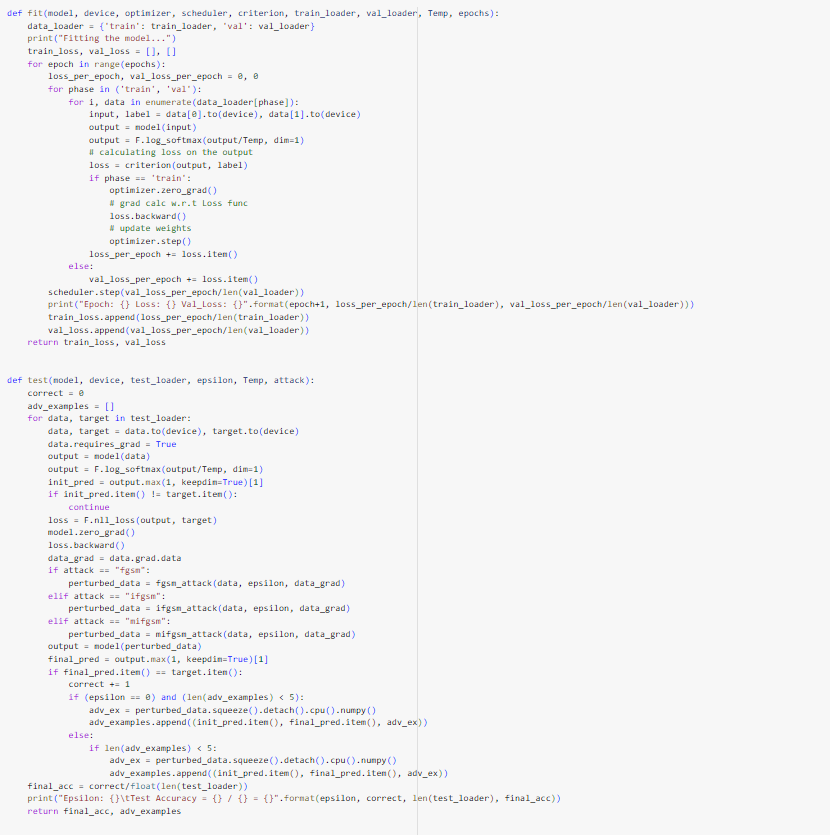 def fit(model, device, optimizer, scheduler, criterion, train_loader, val_loader, Temp, epochs):
    data_loader = {'train': train_loader, 'val': val_loader}
    print("Fitting the model...")
    train_loss, val_loss = [], []
    for epoch in range(epochs):
        loss_per_epoch, val_loss_per_epoch = 0, 0
        for phase in ('train', 'val'):
            for i, data in enumerate(data_loader[phase]):
                input, label = data[0].to(device), data[1].to(device)
                output = model(input)
                output = F.log_softmax(output/Temp, dim=1)
                # calculating loss on the output
                loss = criterion(output, label)
                if phase == 'train':
                    optimizer.zero_grad()
                    # grad calc w.r.t Loss func
                    loss.backward()
                    # update weights
                    optimizer.step()
                loss_per_epoch += loss.item()
            else:
                val_loss_per_epoch += loss.item()
        scheduler.step(val_loss_per_epoch/len(val_loader))
        print("Epoch: {} Loss: {} Val_Loss: {}".format(epoch+1, loss_per_epoch/len(train_loader), val_loss_per_epoch/len(val_loader)))
        train_loss.append(loss_per_epoch/len(train_loader))
        val_loss.append(val_loss_per_epoch/len(val_loader))
    return train_loss, val_loss
def test(model, device, test_loader, epsilon, Temp, attack):
    correct = 0
    adv_examples = []
    for data, target in test_loader:
        data, target = data.to(device), target.to(device)
        data.requires_grad = True
        output = model(data)
        output = F.log_softmax(output/Temp, dim=1)
        init_pred = output.max(1, keepdim=True)[1]
        if init_pred.item() != target.item():
            continue
        loss = F.nll_loss(output, target)
        model.zero_grad()
        loss.backward()
        data_grad = data.grad.data
        if attack == "fgsm":
            perturbed_data = fgsm_attack(data, epsilon, data_grad)
        elif attack == "ifgsm":
            perturbed_data = ifgsm_attack(data, epsilon, data_grad)
        elif attack == "mifgsm":
            perturbed_data = mifgsm_attack(data, epsilon, data_grad)
        output = model(perturbed_data)
        final_pred = output.max(1, keepdim=True)[1]
        if final_pred.item() == target.item():
            correct += 1
            if (epsilon == 0) and (len(adv_examples) < 5):
                adv_ex = perturbed_data.squeeze().detach().cpu().numpy()
                adv_examples.append((init_pred.item(), final_pred.item(), adv_ex))
            else:
                if len(adv_examples) < 5:
                    adv_ex = perturbed_data.squeeze().detach().cpu().numpy()
                    adv_examples.append((init_pred.item(), final_pred.item(), adv_ex))
    final_acc = correct/float(len(test_loader))
    print("Epsilon: {}\tTest Accuracy = {} / {} = {}".format(epsilon, correct, len(test_loader), final_acc))
    return final_acc, adv_examples